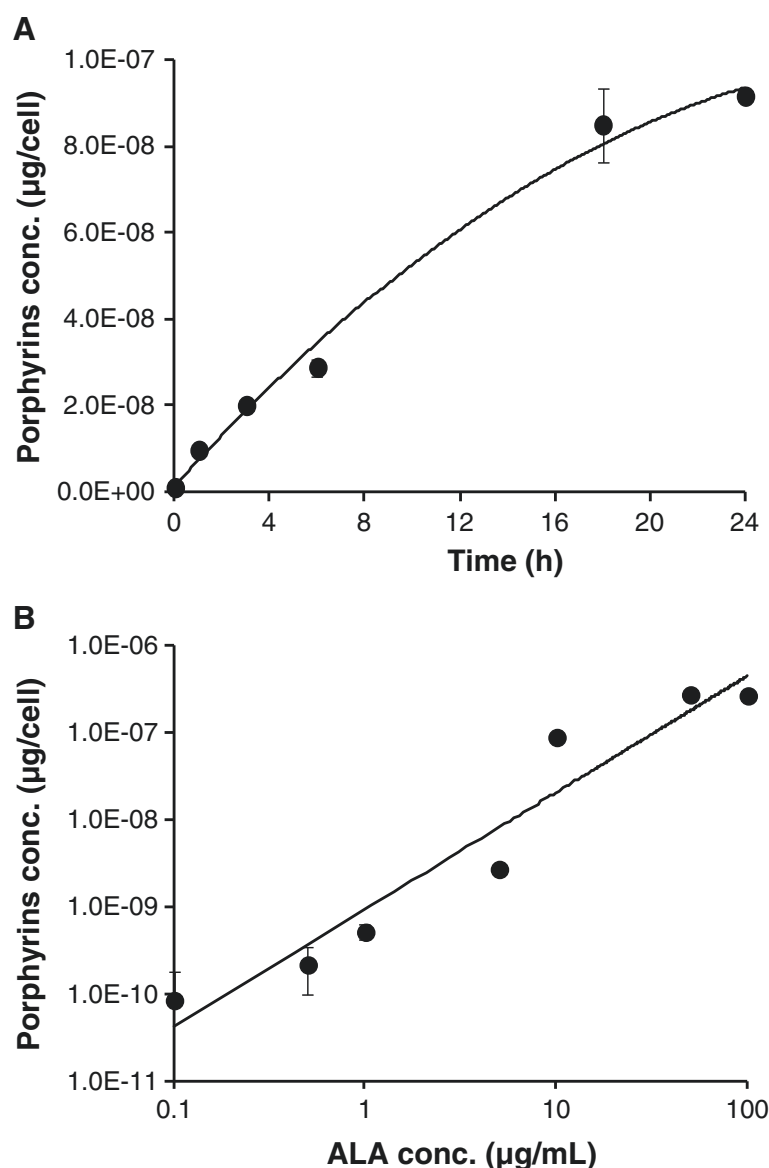 A
1.0E-07
8.0E-08
6.0E-08
4.0E-08
2.0E-08
0.0E+00
Porphyrins conc. (µg/cell)
0 4 8 12 16 20 24
Time (h)
B
1.0E-06
1.0E-07
1.0E-08
1.0E-09
1.0E-10
1.0E-11
Porphyrins conc. (µg/cell)
0.1 1 10 100
ALA conc. (µg/mL)